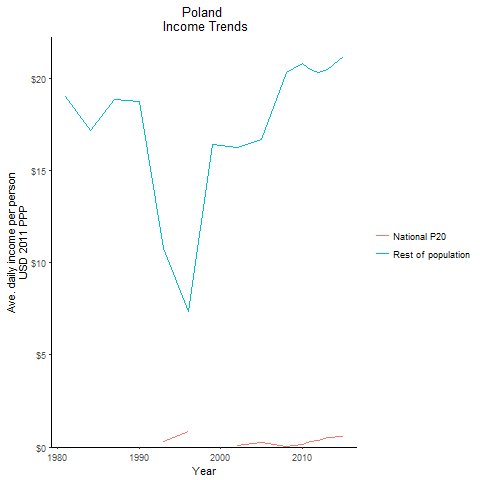 Poland
Income Trends
Ave. daily income per person
USD 2011 PPP
$20
$15
$10
$5
$0
1980
1990
2000
2010
Year
National P20
Rest of population